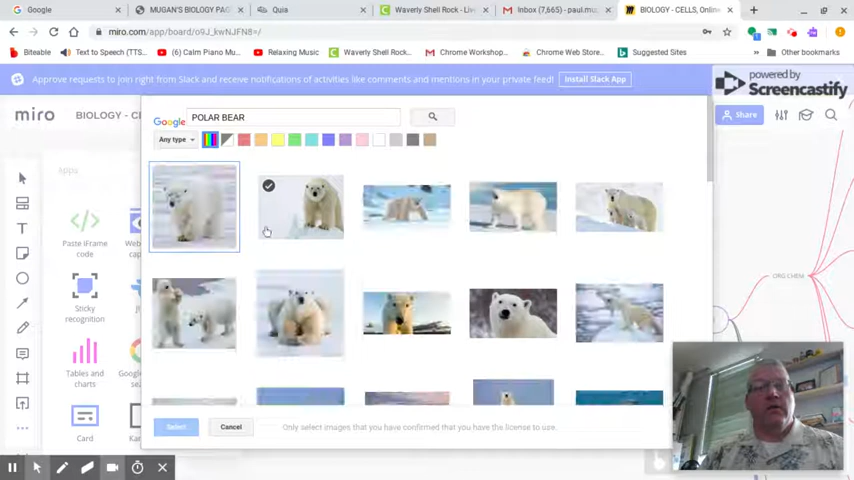 Google
MUGAN'S BIOLOGY PAG
Quia
Waverly Shell Rock - Live
Inbox (7,665) - paul.mu
BIOLOGY - CELLS, Online
miro.com/app/board/o9J_kwNJFN8=/
Biteable
Text to Speech (TTS...
(6) Calm Piano Mu...
Relaxing Music
Waverly Shell Rock...
Chrome Workshop...
Chrome Web Store...
Suggested Sites
»
Other bookmarks
Approve requests to join right from Slack and receive notifications of activities like comments and mentions in your private feed!
Install Slack App
powered by
Screencastify
miro
BIOLOGY - CE
Share
Google
POLAR BEAR
Any type
Apps
Paste iFrame
code
Sticky
recognition
Tables and
charts
Card
ORG CHEM
Select
Cancel
Only select images that you have confirmed that you have the license to use.